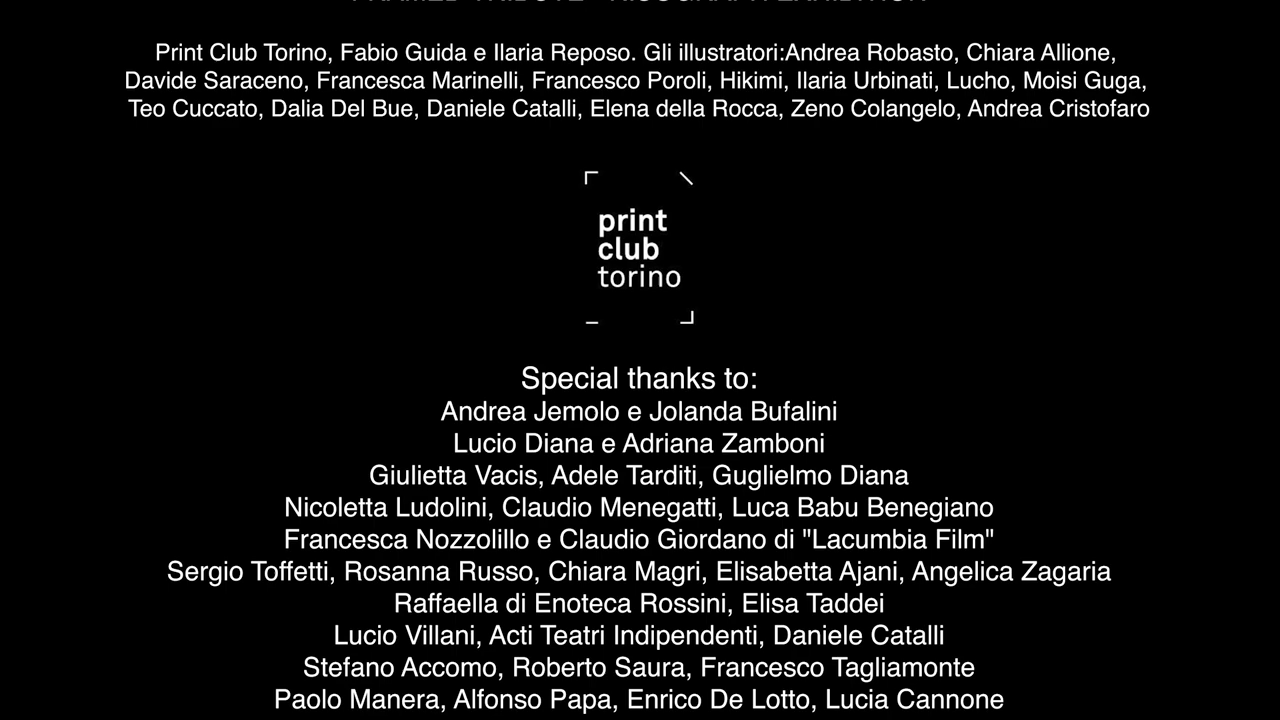 Print Club Torino, Fabio Guida e Ilaria Reposo. Gli illustratori:Andrea Robasto, Chiara Allione,
Davide Saraceno, Francesca Marinelli, Francesco Poroli, Hikimi, Ilaria Urbinati, Lucho, Moisi Guga,
Teo Cuccato, Dalia Del Bue, Daniele Catalli, Elena della Rocca, Zeno Colangelo, Andrea Cristofaro
print
club
torino
Special thanks to:
Andrea Jemolo e Jolanda Bufalini
Lucio Diana e Adriana Zamboni
Giulietta Vacis, Adele Tarditi, Guglielmo Diana
Nicoletta Ludolini, Claudio Menegatti, Luca Babu Benegiano
Francesca Nozzolillo e Claudio Giordano di "Lacumbia Film"
Sergio Toffetti, Rosanna Russo, Chiara Magri, Elisabetta Ajani, Angelica Zagaria
Raffaella di Enoteca Rossini, Elisa Taddei
Lucio Villani, Acti Teatri Indipendenti, Daniele Catalli
Stefano Accomo, Roberto Saura, Francesco Tagliamonte
Paolo Manera, Alfonso Papa, Enrico De Lotto, Lucia Cannone